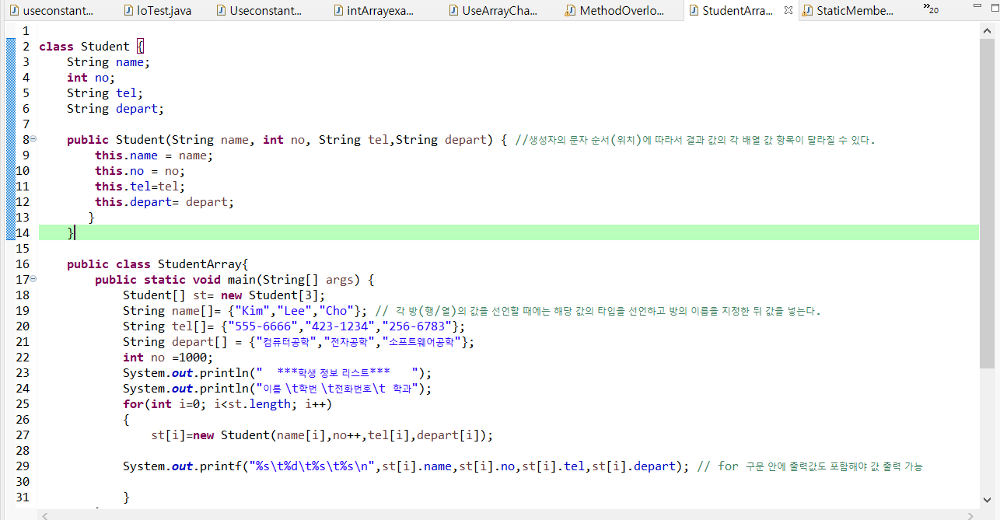 useconstant... IoTest.java Useconstant... intArrayexa... UseArrayCha... MethodOverlo... StudentArra... StaticMembe... »20
1
2 class Student {
3 String name;
4 int no;
5 String tel;
6 String depart;
7
8 public Student(String name, int no, String tel,String depart) { //생성자의 문자 순서(위치)에 따라서 결과 값의 각 배열 값 항목이 달라질 수 있다.
9 this.name = name;
10 this.no = no;
11 this.tel=tel;
12 this.depart= depart;
13 }
14 }
15
16 public class StudentArray{
17 public static void main(String[] args) {
18 Student[] st= new Student[3];
19 String name[]= {"Kim","Lee","Cho"}; // 각 방(행/열)의 값을 선언할 때에는 해당 값의 타입을 선언하고 방의 이름을 지정한 뒤 값을 넣는다.
20 String tel[]= {"555-6666","423-1234","256-6783"};
21 String depart[] = {"컴퓨터공학","전자공학","소프트웨어공학"};
22 int no =1000;
23 System.out.println("  ***학생 정보 리스트***   ");
24 System.out.println("이름 \t학번 \t전화번호\t 학과");
25 for(int i=0; i<st.length; i++)
26 {
27 st[i]=new Student(name[i],no++,tel[i],depart[i]);
28
29 System.out.printf("%s\t%d\t%s\t%s\n",st[i].name,st[i].no,st[i].tel,st[i].depart); // for 구문 안에 출력값도 포함해야 값 출력 가능
30
31 }